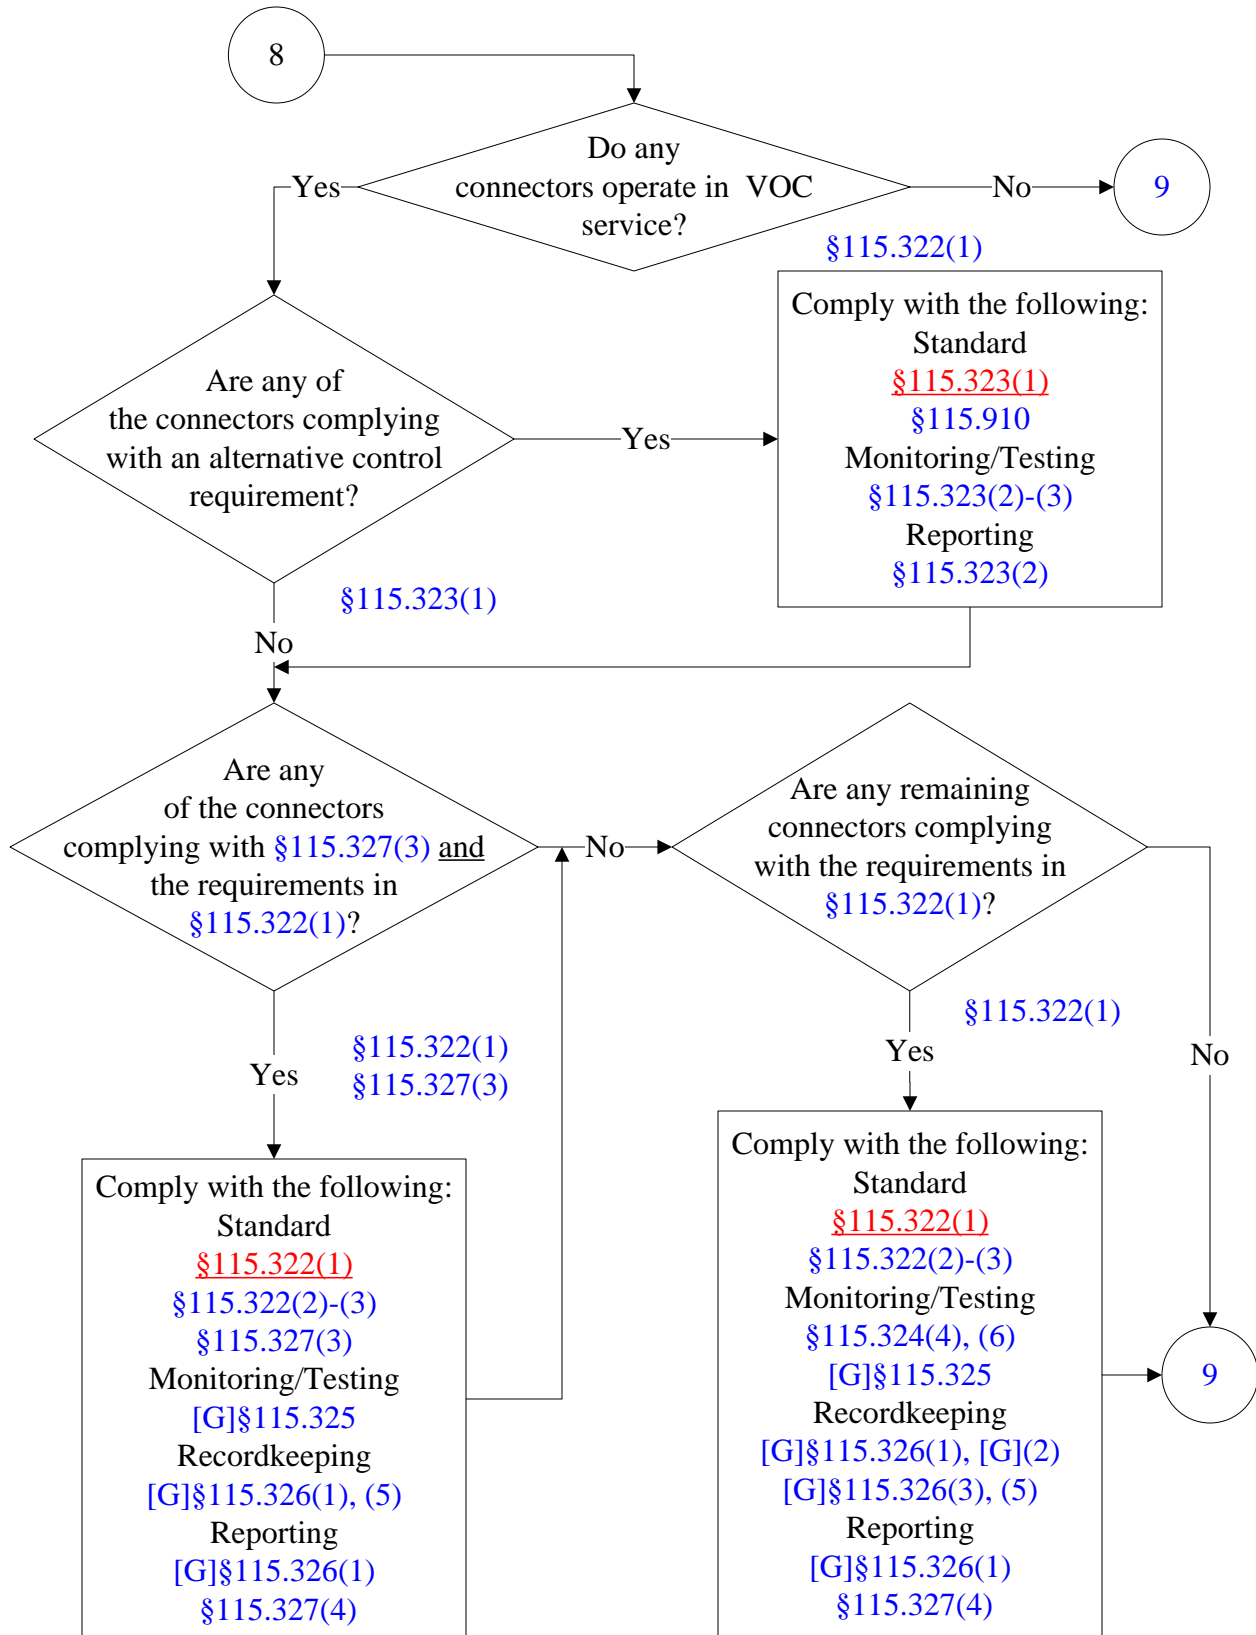 8
Do any
connectors operate in VOC
service?
Yes
No
9
§115.322(1)
Are any of
the connectors complying
with an alternative control
requirement?
Yes
Comply with the following:
Standard
§115.323(1)
§115.910
Monitoring/Testing
§115.323(2)-(3)
Reporting
§115.323(2)
§115.323(1)
No
Are any
of the connectors
complying with §115.327(3) and
the requirements in
§115.322(1)?
No
Are any remaining
connectors complying
with the requirements in
§115.322(1)?
§115.322(1)
§115.327(3)
Yes
§115.322(1)
Yes
No
Comply with the following:
Standard
§115.322(1)
§115.322(2)-(3)
§115.327(3)
Monitoring/Testing
[G]§115.325
Recordkeeping
[G]§115.326(1), (5)
Reporting
[G]§115.326(1)
§115.327(4)
Comply with the following:
Standard
§115.322(1)
§115.322(2)-(3)
Monitoring/Testing
§115.324(4), (6)
[G]§115.325
Recordkeeping
[G]§115.326(1), [G](2)
[G]§115.326(3), (5)
Reporting
[G]§115.326(1)
§115.327(4)
9